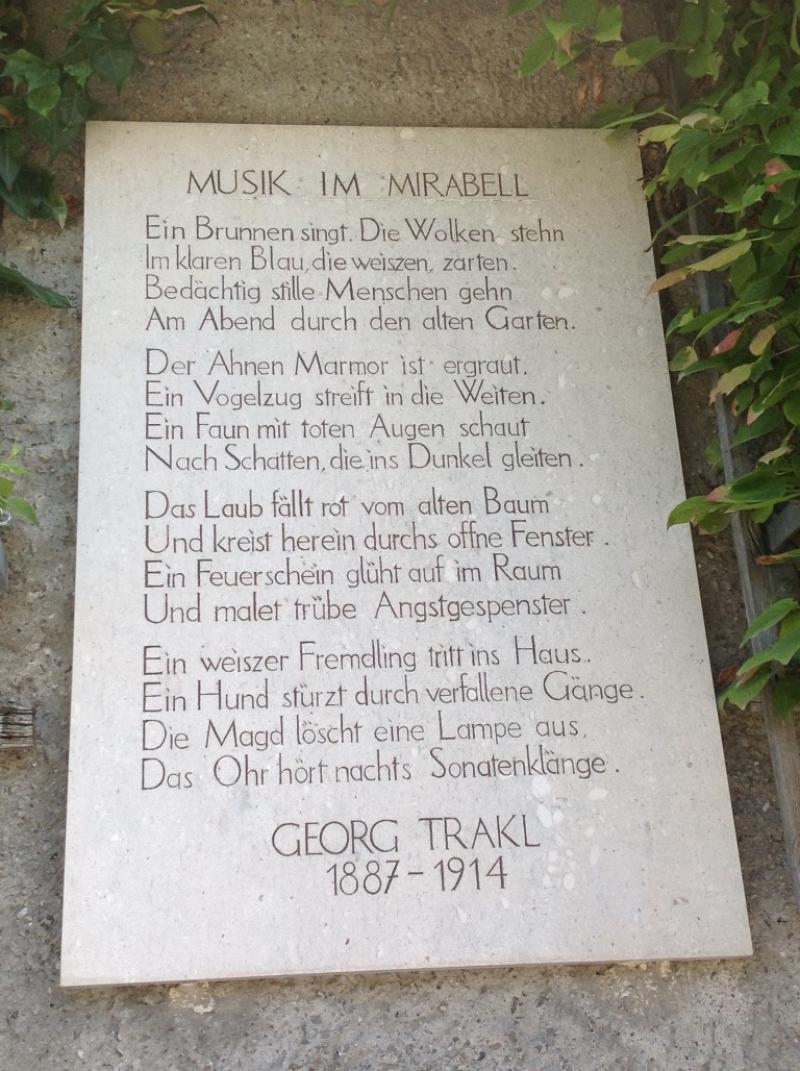 MUSIK IM MIRABELL
Ein Brunnen singt. Die Wolken stehn
Im klaren Blau, die weiszen, zarten.
Bedächtig stille Menschen gehn
Am Abend durch den alten Garten.
Der Ahnen Marmor ist ergraut.
Ein Vogelzug streift in die Weiten.
Ein Faun mit toten Augen schaut
Nach Schatten, die ins Dunkel gleiten.
Das Laub fällt rot vom alten Baum
Und kreist herein durchs offne Fenster.
Ein Feuerschein glüht auf im Raum
Und malet trübe Angstgespenster.
Ein weiszer Fremdling tritt ins Haus.
Ein Hund stürzt durch verfallene Gänge.
Die Magd löscht eine Lampe aus,
Das Ohr hört nachts Sonatenklänge.
GEORG TRAKL
1887-1914